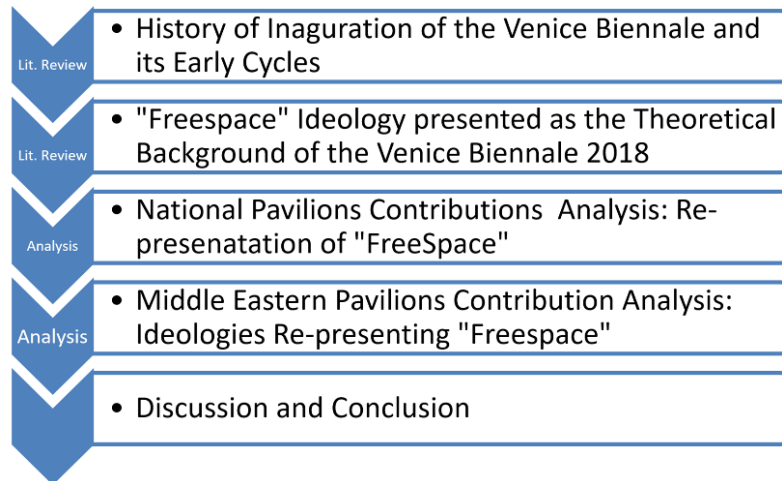 Lit. Review
• History of Inaguration of the Venice Biennale and
its Early Cycles
Lit. Review
• "Freespace" Ideology presented as the Theoretical
Background of the Venice Biennale 2018
Analysis
• National Pavilions Contributions Analysis: Re-
presenatation of "FreeSpace"
Analysis
• Middle Eastern Pavilions Contribution Analysis:
Ideologies Re-presenting "Freespace"
• Discussion and Conclusion